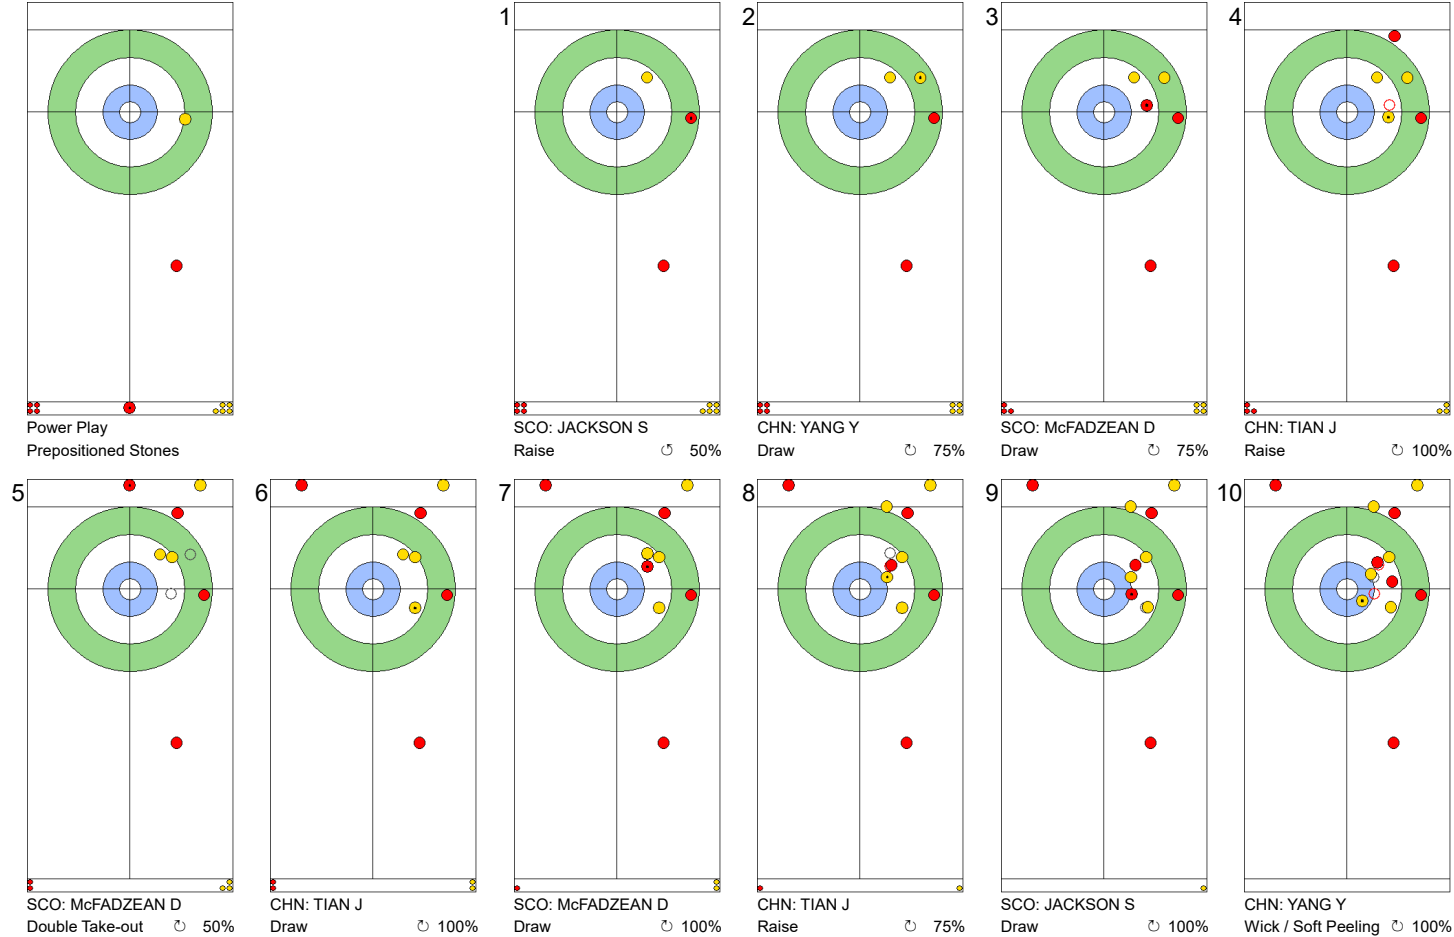 Power Play
Prepositioned Stones
1
SCO: JACKSON S
Raise ↺ 50%
2
CHN: YANG Y
Draw ↻ 75%
3
SCO: McFADZEAN D
Draw ↻ 75%
4
CHN: TIAN J
Raise ↻ 100%
5
SCO: McFADZEAN D
Double Take-out ↻ 50%
6
CHN: TIAN J
Draw ↻ 100%
7
SCO: McFADZEAN D
Draw ↻ 100%
8
CHN: TIAN J
Raise ↻ 75%
9
SCO: JACKSON S
Draw ↻ 100%
10
CHN: YANG Y
Wick / Soft Peeling ↻ 100%